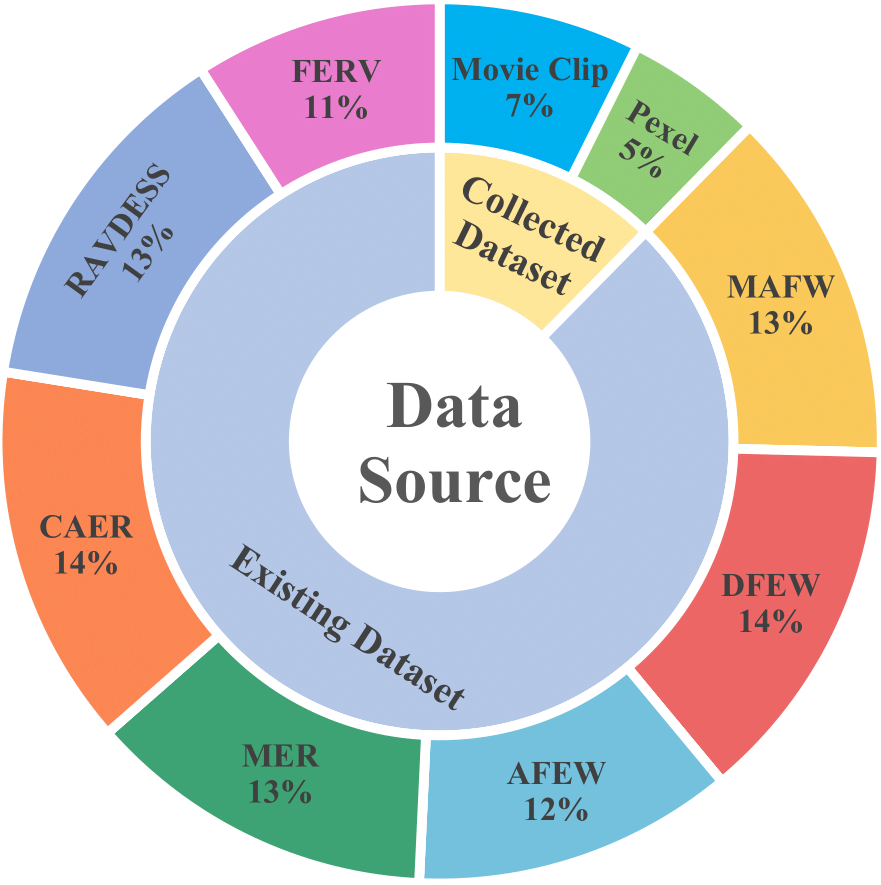 FERV
11%
Movie Clip
7%
Pexel
5%
MAFW
13%
DFEW
14%
AFEW
12%
MER
13%
CAER
14%
RAVDESS
13%
Collected
Dataset
Existing Dataset
Data
Source